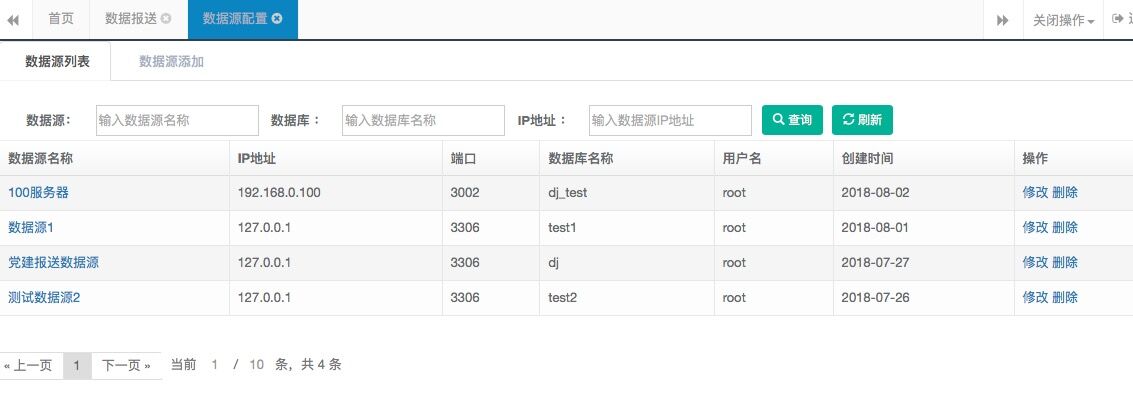 首页 数据报送 数据源配置 关闭操作
数据源列表 数据源添加
数据源: 输入数据源名称 数据库： 输入数据库名称 IP地址： 输入数据源IP地址 查询 刷新
数据源名称 IP地址 端口 数据库名称 用户名 创建时间 操作
100服务器 192.168.0.100 3002 dj_test root 2018-08-02 修改 删除
数据源1 127.0.0.1 3306 test1 root 2018-08-01 修改 删除
党建报送数据源 127.0.0.1 3306 dj root 2018-07-27 修改 删除
测试数据源2 127.0.0.1 3306 test2 root 2018-07-26 修改 删除
« 上一页 1 下一页 » 当前 1 / 10 条，共 4 条